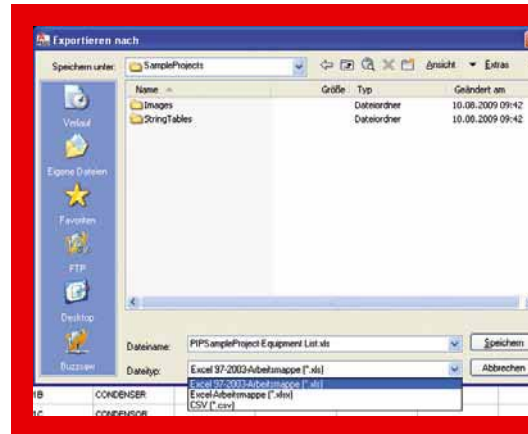 Exportieren nach
Speichern unter: SampleProjects Ansicht Extras
Name Größe Typ Geändert am
Images Dateiordner 10.08.2009 09:42
StringTables Dateiordner 10.08.2009 09:42
Verlauf
Eigene Dateien
Favoriten
FTP
Desktop
Buzzsaw
Dateiname: PIPSampleProject Equipment List.xls Speichern
Dateityp: Excel 97-2003-Arbeitsmappe (*.xls) Abbrechen
Excel 97-2003-Arbeitsmappe (*.xls)
Excel-Arbeitsmappe (*.xlsx)
CSV (*.csv)
1B CONDENSER
1C CONDENSOR